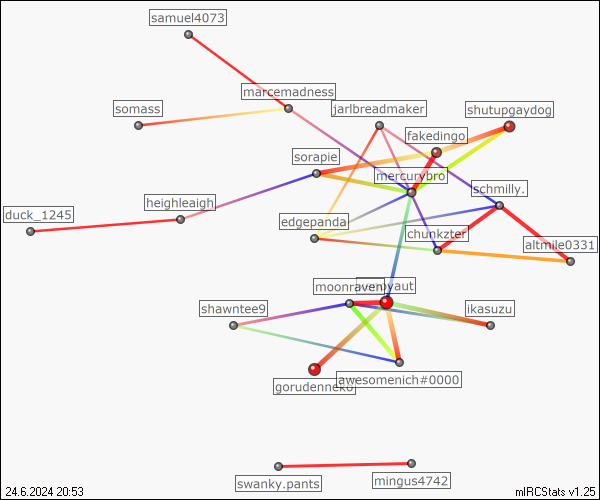 samuel4073
marcemadness
somass
jarlbreadmaker
shutupgaydog
fakedingo
sorapie
mercurybro
schmilly.
heighleaigh
duck_1245
edgepanda
chunkzter
altmile0331
moonraven
shawntee9
ikasuzu
awesomenich#0000
gorudenneko
swanky.pants
mingus4742
24.6.2024 20:53
mIRCStats v1.25